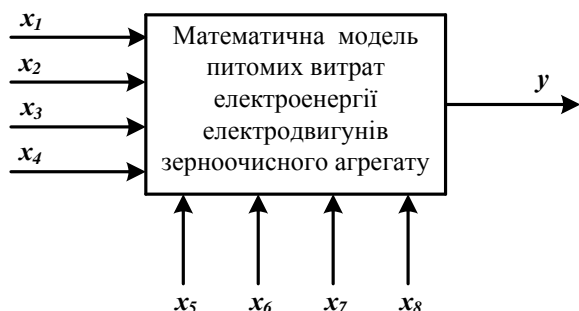 x1
x2
x3
x4
Математична модель
питомих витрат
електроенергії
електродвигунів
зерноочисного агрегату
y
x5 x6 x7 x8